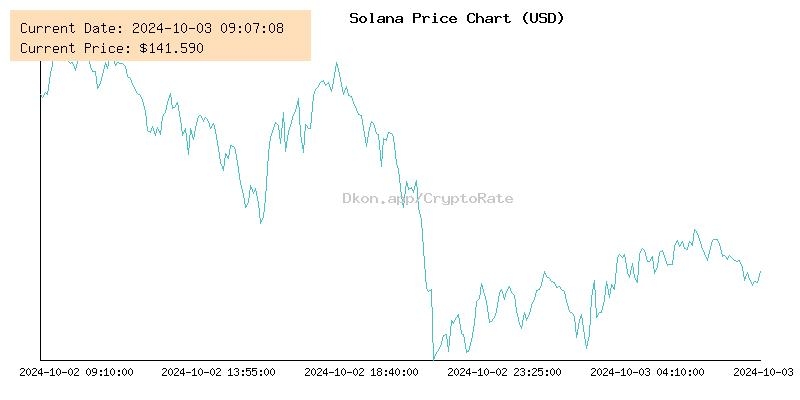 Solana Price Chart (USD)
Current Date: 2024-10-03 09:07:08
Current Price: $141.590
Dkon.app/CryptoRate
2024-10-02 09:10:00
2024-10-02 13:55:00
2024-10-02 18:40:00
2024-10-02 23:25:00
2024-10-03 04:10:00
2024-10-03